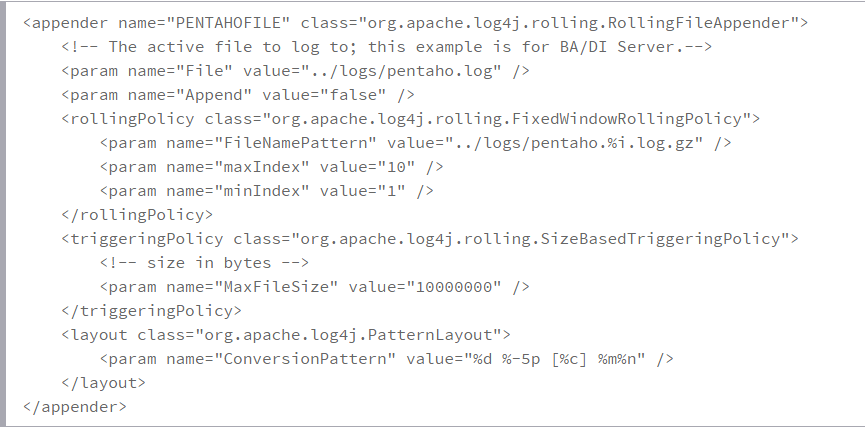 <appender name="PENTAHOFILE" class="org.apache.log4j.rolling.RollingFileAppender">
    <!-- The active file to log to; this example is for BA/DI Server.-->
    <param name="File" value="../logs/pentaho.log" />
    <param name="Append" value="false" />
    <rollingPolicy class="org.apache.log4j.rolling.FixedWindowRollingPolicy">
        <param name="FileNamePattern" value="../logs/pentaho.%i.log.gz" />
        <param name="maxIndex" value="10" />
        <param name="minIndex" value="1" />
    </rollingPolicy>
    <triggeringPolicy class="org.apache.log4j.rolling.SizeBasedTriggeringPolicy">
        <!-- size in bytes -->
        <param name="MaxFileSize" value="10000000" />
    </triggeringPolicy>
    <layout class="org.apache.log4j.PatternLayout">
        <param name="ConversionPattern" value="%d %-5p [%c] %m%n" />
    </layout>
</appender>